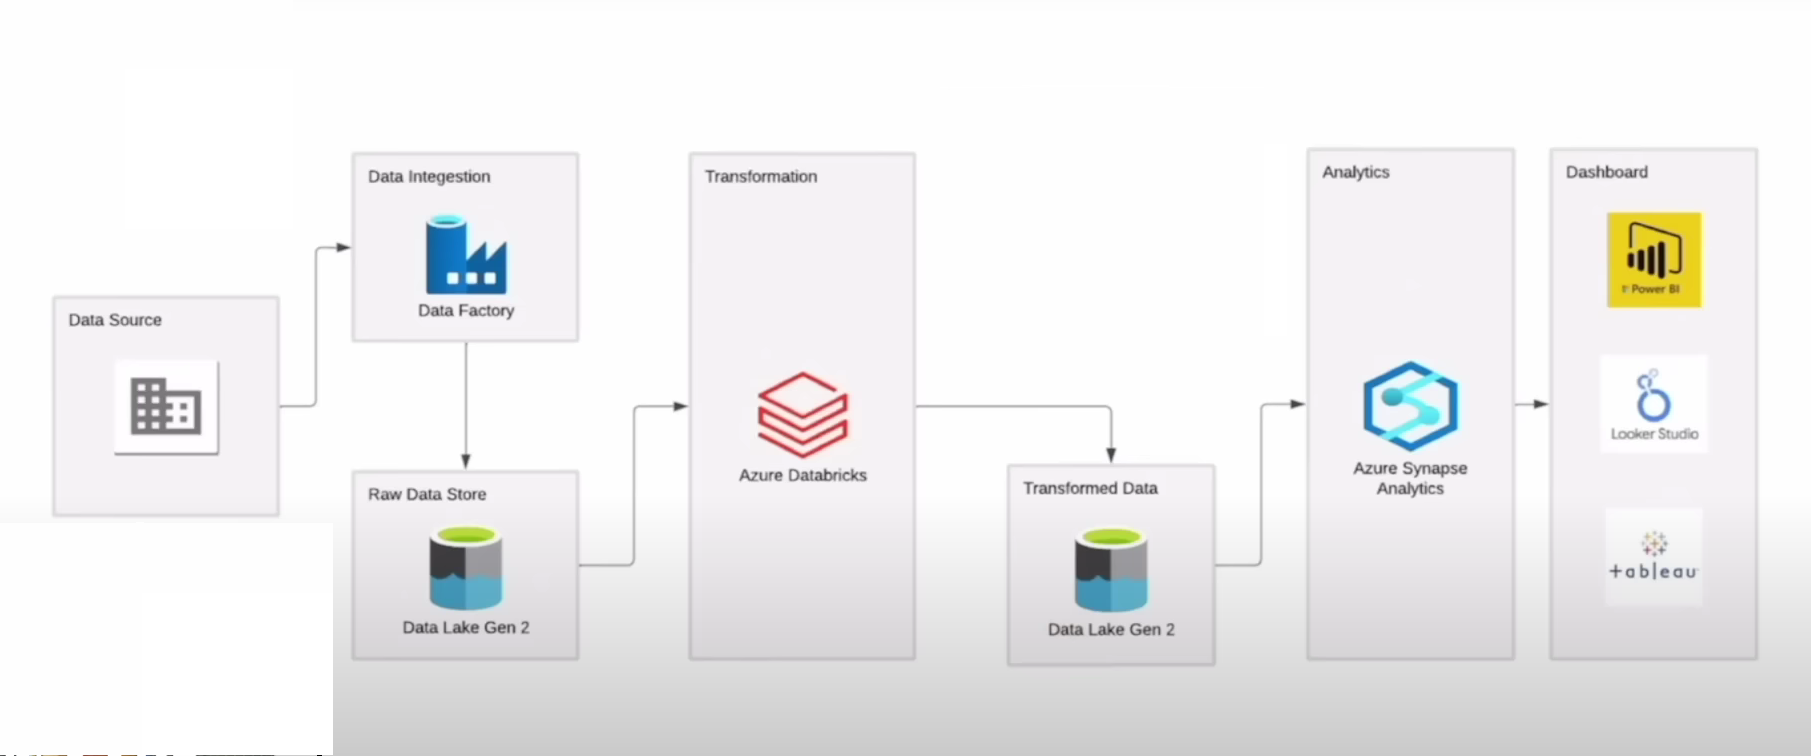 Data Source
Data Integestion
Data Factory
Raw Data Store
Data Lake Gen 2
Transformation
Azure Databricks
Transformed Data
Data Lake Gen 2
Analytics
Azure Synapse
Analytics
Dashboard
Power BI
Looker Studio
+ableau